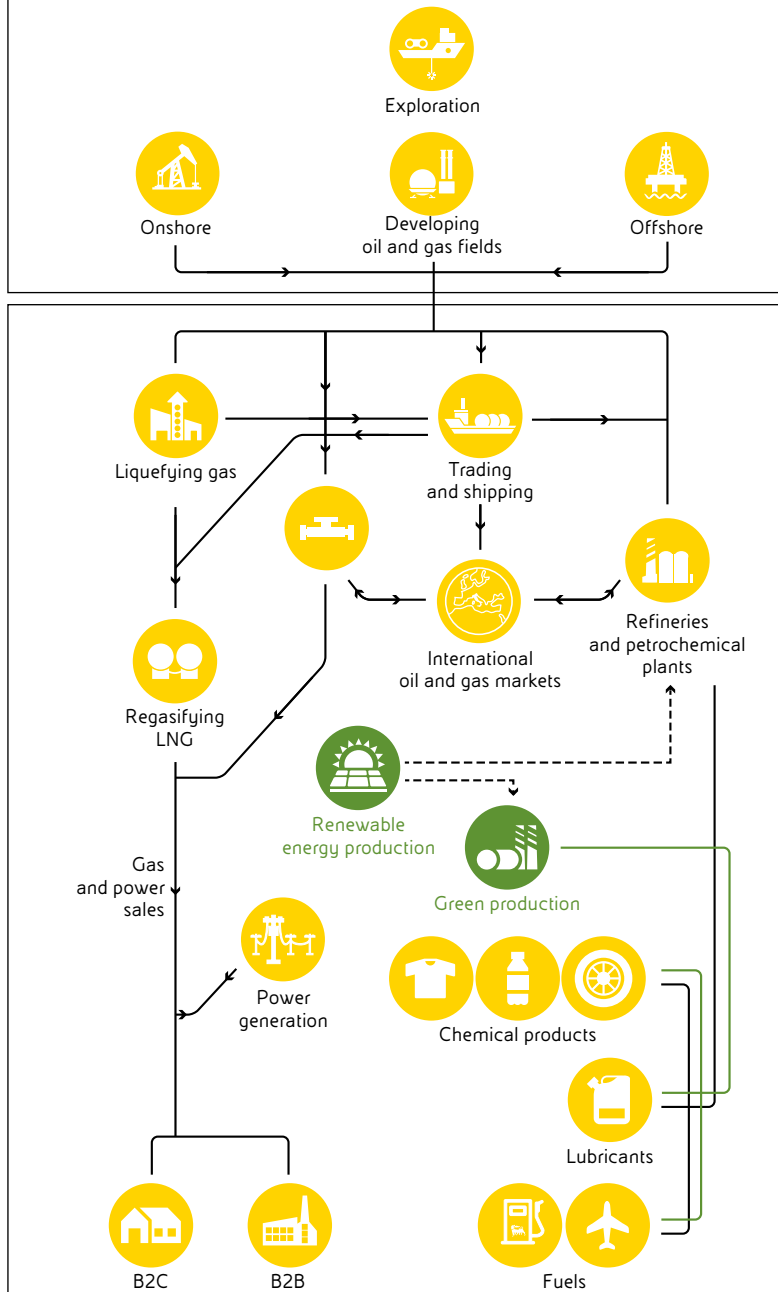 Exploration
Onshore
Developing
oil and gas fields
Offshore
Liquefying gas
Trading
and shipping
Refineries
and petrochemical
plants
International
oil and gas markets
Regasifying
LNG
Renewable
energy production
Green production
Gas
and power
sales
Power
generation
Chemical products
Lubricants
B2C
B2B
Fuels